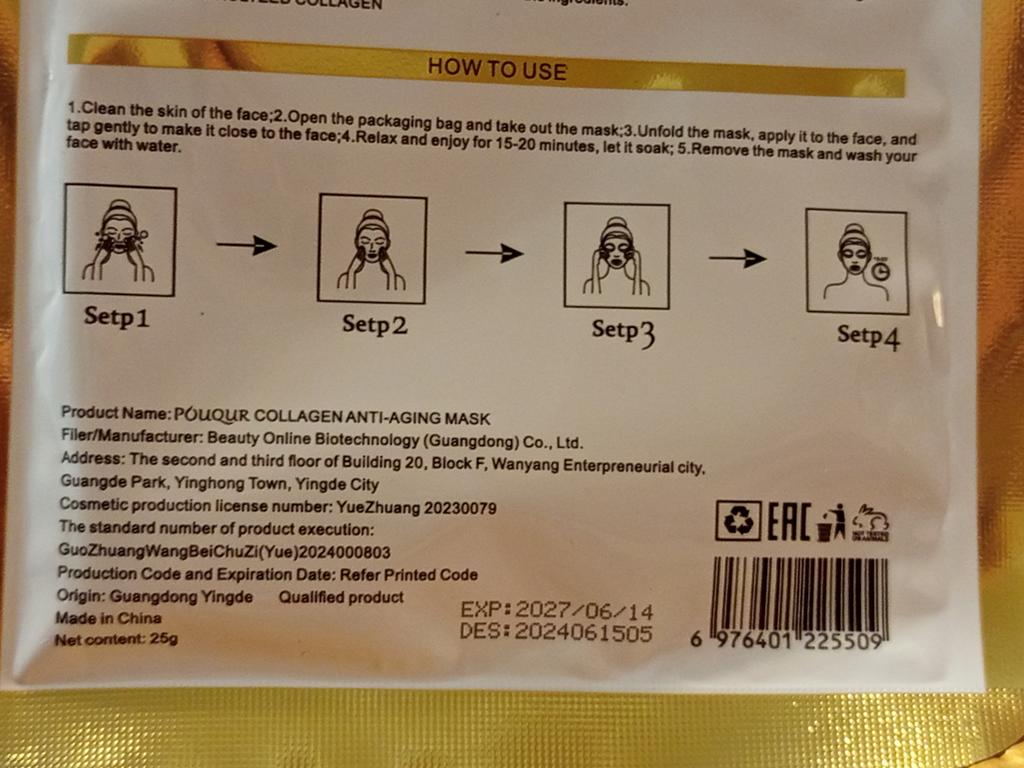 COLLAGEN
HOW TO USE
1.Clean the skin of the face;2.Open the packaging bag and take out the mask;3.Unfold the mask, apply it to the face, and
tap gently to make it close to the face;4.Relax and enjoy for 15-20 minutes, let it soak; 5.Remove the mask and wash your
face with water.
Setp1
Setp2
Setp3
Setp4
Product Name: PÓUQUR COLLAGEN ANTI-AGING MASK
Filer/Manufacturer: Beauty Online Biotechnology (Guangdong) Co., Ltd.
Address: The second and third floor of Building 20, Block F, Wanyang Enterpreneurial city,
Guangde Park, Yinghong Town, Yingde City
Cosmetic production license number: YueZhuang 20230079
The standard number of product execution:
GuoZhuangWangBeiChuZi(Yue)2024000803
Production Code and Expiration Date: Refer Printed Code
Origin: Guangdong Yingde Qualified product
Made in China
Net content: 25g
EXP:2027/06/14
DES:2024061505
EAC
NOT TESTED
ON ANIMALS
6 976401 225509